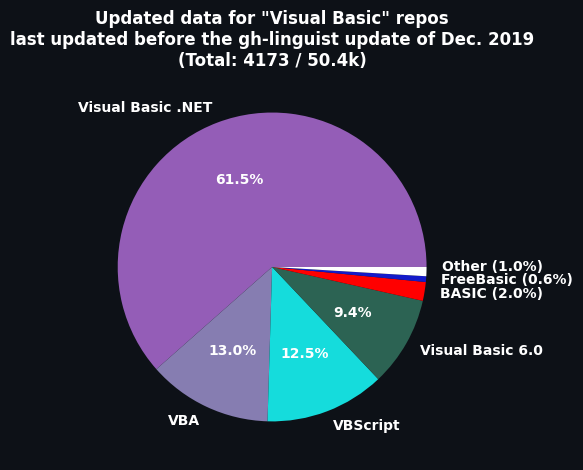 Updated data for "Visual Basic" repos
last updated before the gh-linguist update of Dec. 2019
(Total: 4173 / 50.4k)
Visual Basic .NET
61.5%
Other (1.0%)
FreeBasic (0.6%)
BASIC (2.0%)
9.4%
13.0%
12.5%
Visual Basic 6.0
VBA
VBScript